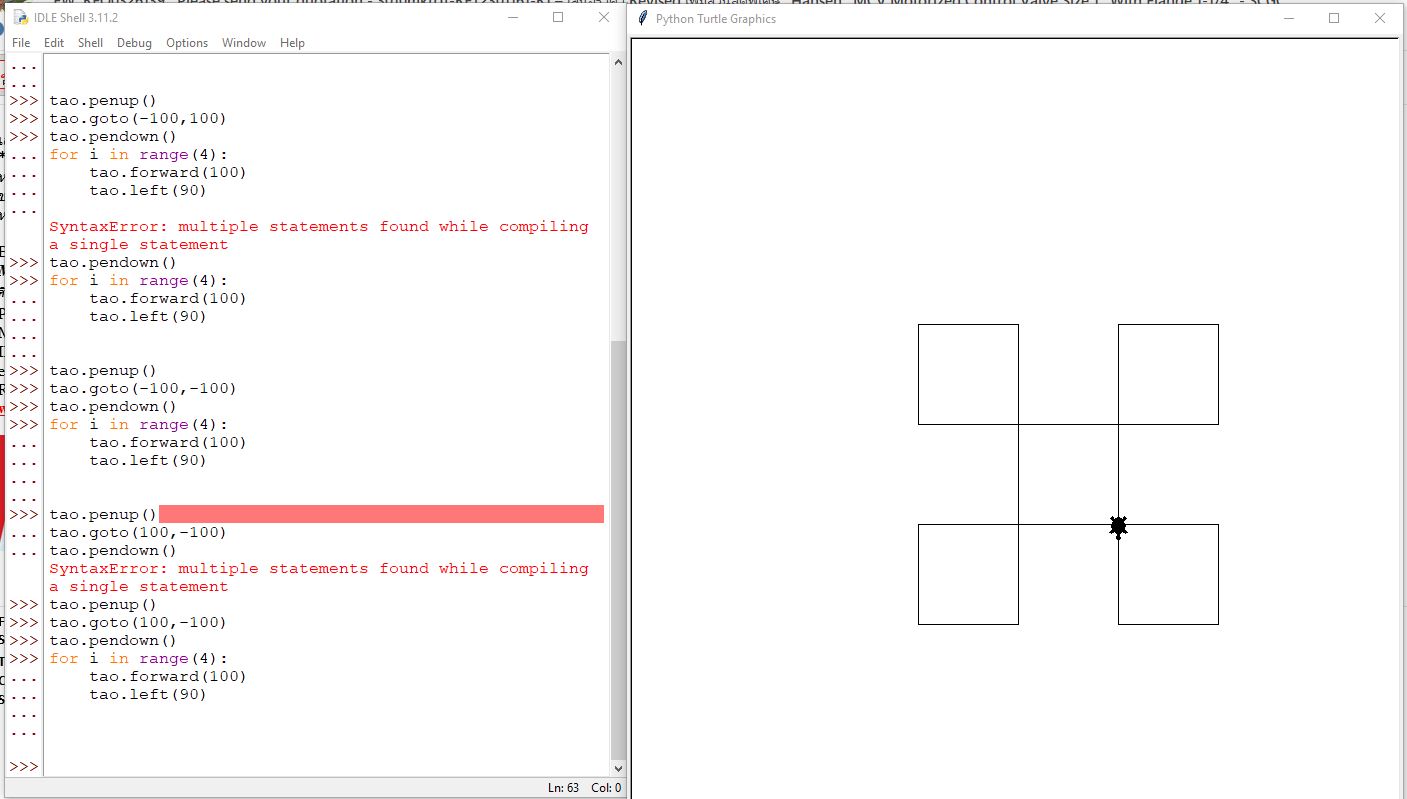 IDLE Shell 3.11.2
File Edit Shell Debug Options Window Help
...
...
>>> tao.penup()
>>> tao.goto(-100,100)
>>> tao.pendown()
... for i in range(4):
...     tao.forward(100)
...     tao.left(90)
...
SyntaxError: multiple statements found while compiling
a single statement
>>> tao.pendown()
>>> for i in range(4):
...     tao.forward(100)
...     tao.left(90)
...
...
>>> tao.penup()
>>> tao.goto(-100,-100)
>>> tao.pendown()
>>> for i in range(4):
...     tao.forward(100)
...     tao.left(90)
...
...
>>> tao.penup()
... tao.goto(100,-100)
... tao.pendown()
SyntaxError: multiple statements found while compiling
a single statement
>>> tao.penup()
>>> tao.goto(100,-100)
>>> tao.pendown()
>>> for i in range(4):
...     tao.forward(100)
...     tao.left(90)
...
...
>>>
Ln: 63 Col: 0
Python Turtle Graphics